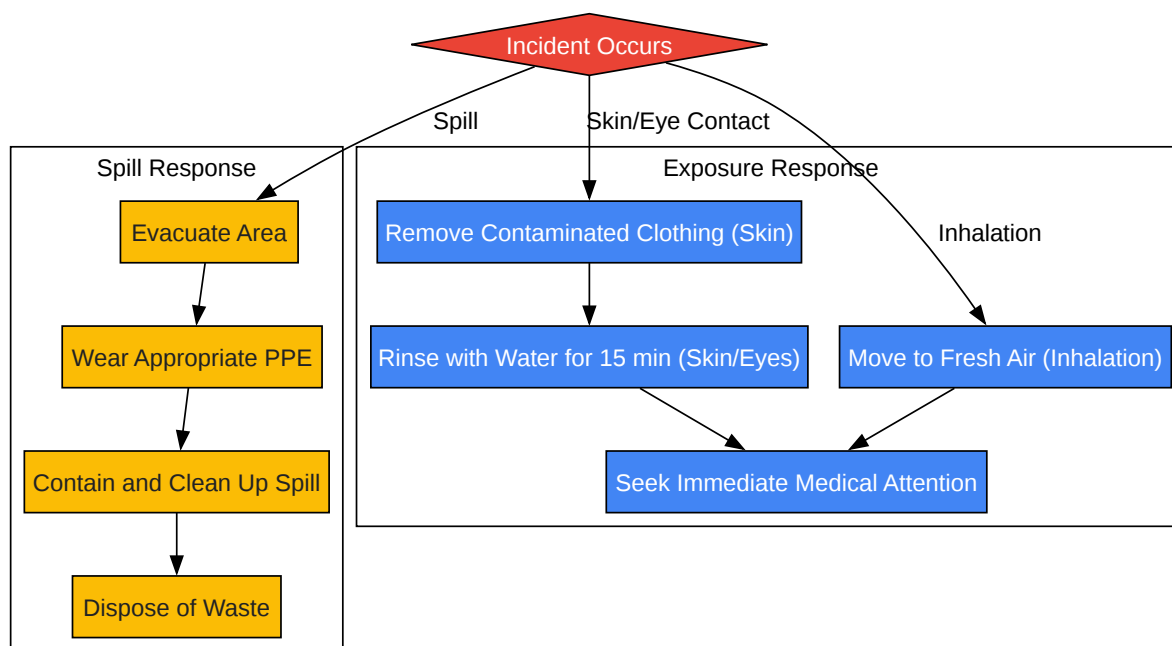 Incident Occurs
Spill
Skin/Eye Contact
Spill Response
Exposure Response
Evacuate Area
Remove Contaminated Clothing (Skin)
Inhalation
Wear Appropriate PPE
Rinse with Water for 15 min (Skin/Eyes)
Move to Fresh Air (Inhalation)
Contain and Clean Up Spill
Seek Immediate Medical Attention
Dispose of Waste